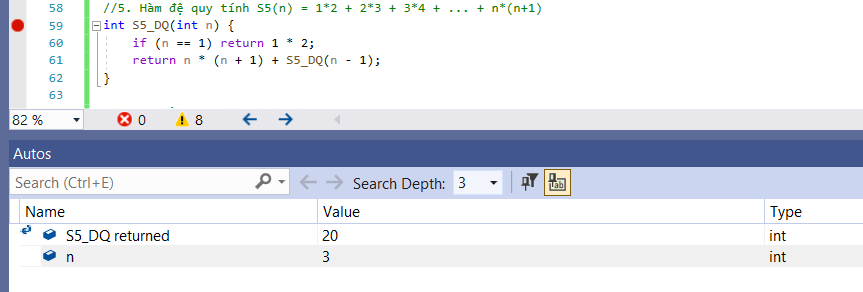 58 //5. Hàm đệ quy tính S5(n) = 1*2 + 2*3 + 3*4 + ... + n*(n+1)
59 int S5_DQ(int n) {
60 if (n == 1) return 1 * 2;
61 return n * (n + 1) + S5_DQ(n - 1);
62 }
63
82 % 0 8
Autos
Search (Ctrl+E) Search Depth: 3
Name Value Type
S5_DQ returned 20 int
n 3 int